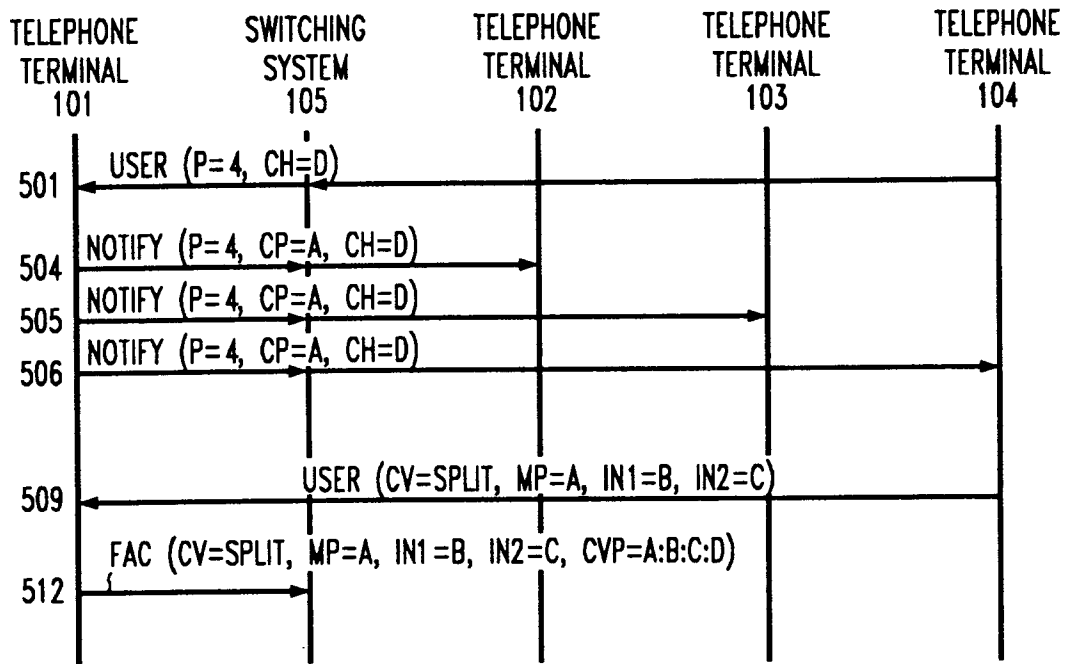 TELEPHONE TERMINAL 101
SWITCHING SYSTEM 105
TELEPHONE TERMINAL 102
TELEPHONE TERMINAL 103
TELEPHONE TERMINAL 104
501 USER (P=4, CH=D)
504 NOTIFY (P=4, CP=A, CH=D)
505 NOTIFY (P=4, CP=A, CH=D)
506 NOTIFY (P=4, CP=A, CH=D)
509 USER (CV=SPLIT, MP=A, IN1=B, IN2=C)
512 FAC (CV=SPLIT, MP=A, IN1=B, IN2=C, CVP=A:B:C:D)